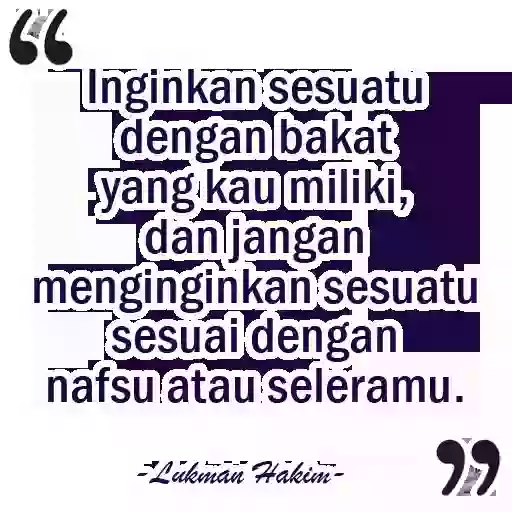 Inginkan sesuatu
dengan bakat
yang kau miliki,
dan jangan
menginginkan sesuatu
sesuai dengan
nafsu atau seleramu.
-Lukman Hakim-